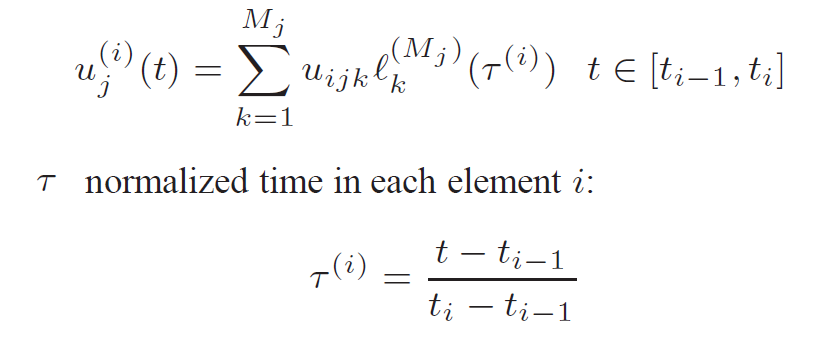 $u_j^{(i)}(t) = \sum_{k=1}^{M_j} u_{ijk} \ell_k^{(M_j)}(\tau^{(i)}) \quad t \in [t_{i-1}, t_i]$
$\tau$ normalized time in each element $i$:
$\tau^{(i)} = \frac{t - t_{i-1}}{t_i - t_{i-1}}$